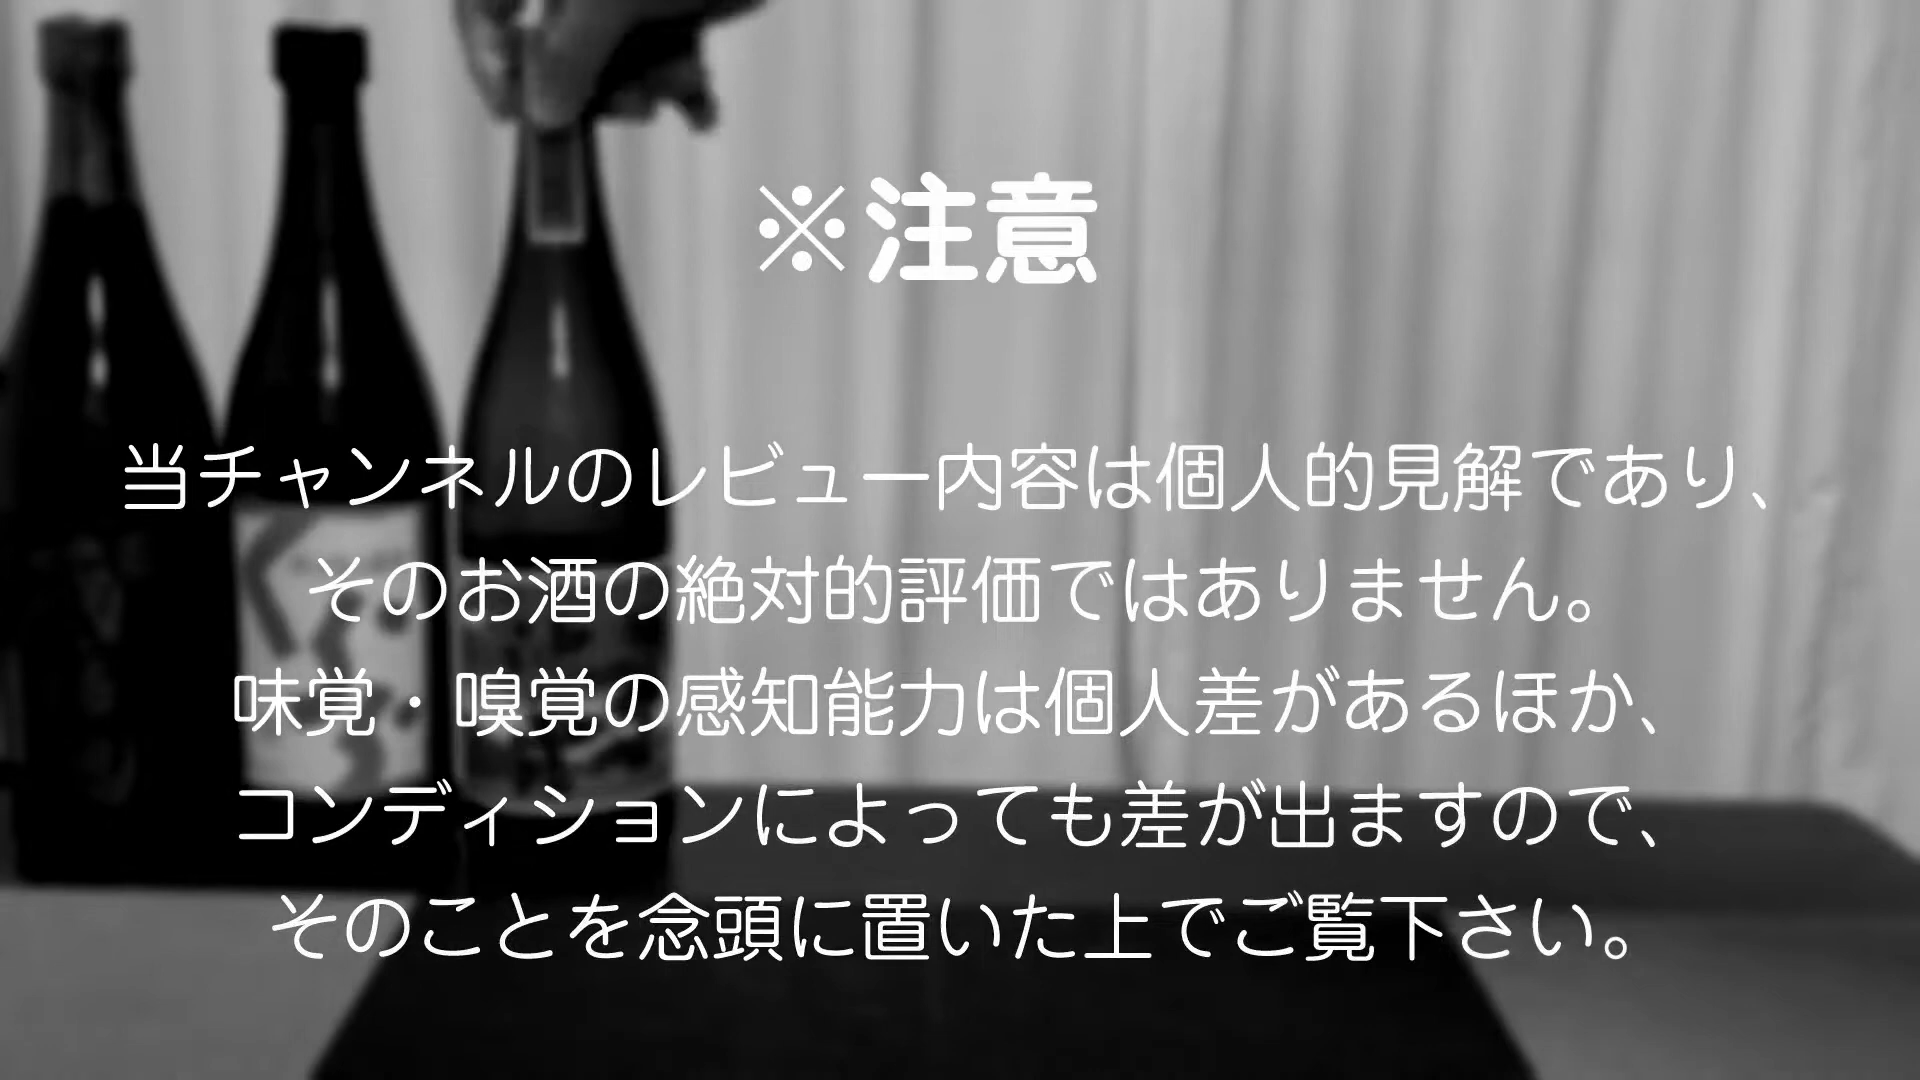 ※注意
当チャンネルのレビュー内容は個人的見解であり、
そのお酒の絶対的評価ではありません。
味覚・嗅覚の感知能力は個人差があるほか、
コンディションによっても差が出ますので、
そのことを念頭に置いた上でご覧下さい。